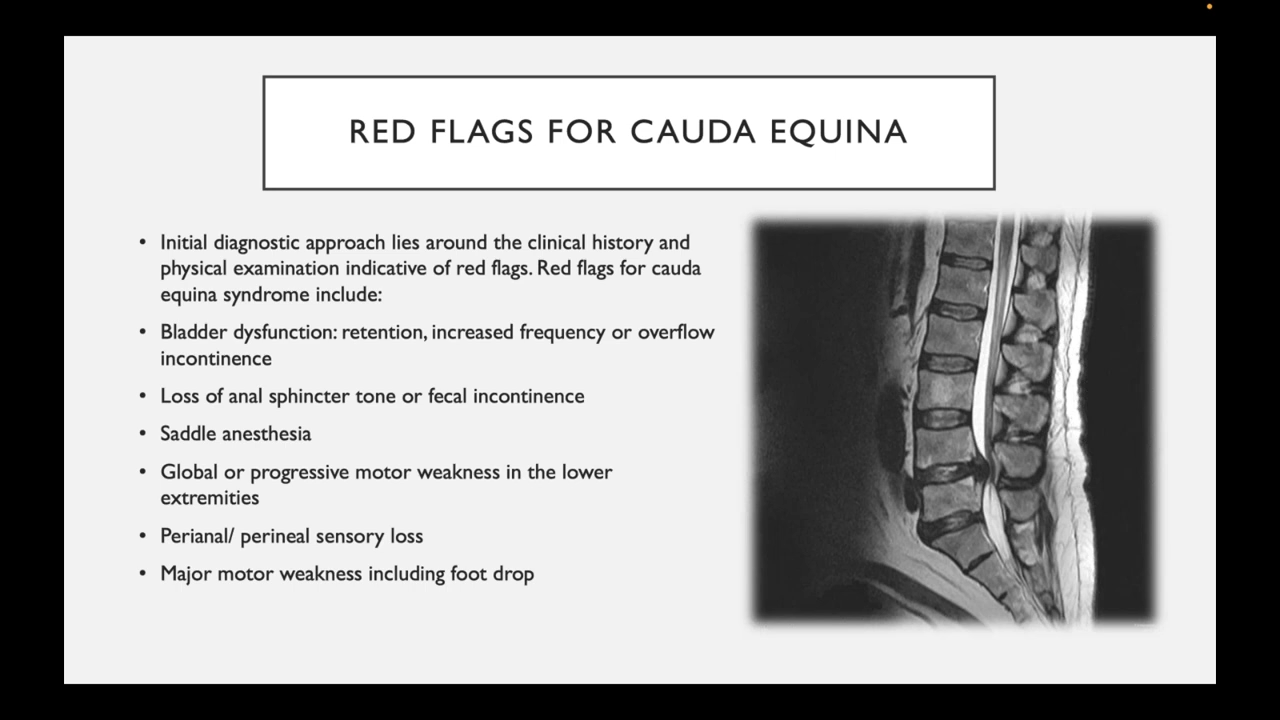 RED FLAGS FOR CAUDA EQUINA
• Initial diagnostic approach lies around the clinical history and
physical examination indicative of red flags. Red flags for cauda
equina syndrome include:
• Bladder dysfunction: retention, increased frequency or overflow
incontinence
• Loss of anal sphincter tone or fecal incontinence
• Saddle anesthesia
• Global or progressive motor weakness in the lower
extremities
• Perianal/ perineal sensory loss
• Major motor weakness including foot drop